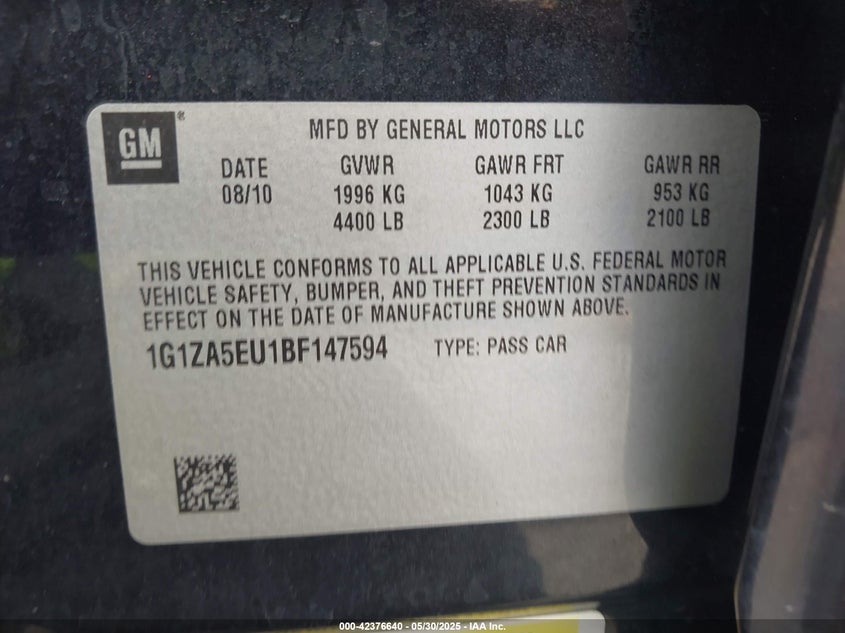 GM®
MFD BY GENERAL MOTORS LLC
DATE GVWR GAWR FRT GAWR RR
08/10 1996 KG 1043 KG 953 KG
4400 LB 2300 LB 2100 LB
THIS VEHICLE CONFORMS TO ALL APPLICABLE U.S. FEDERAL MOTOR
VEHICLE SAFETY, BUMPER, AND THEFT PREVENTION STANDARDS IN
EFFECT ON THE DATE OF MANUFACTURE SHOWN ABOVE.
1G1ZA5EU1BF147594 TYPE: PASS CAR
000-42376640 - 05/30/2025 - IAA Inc.